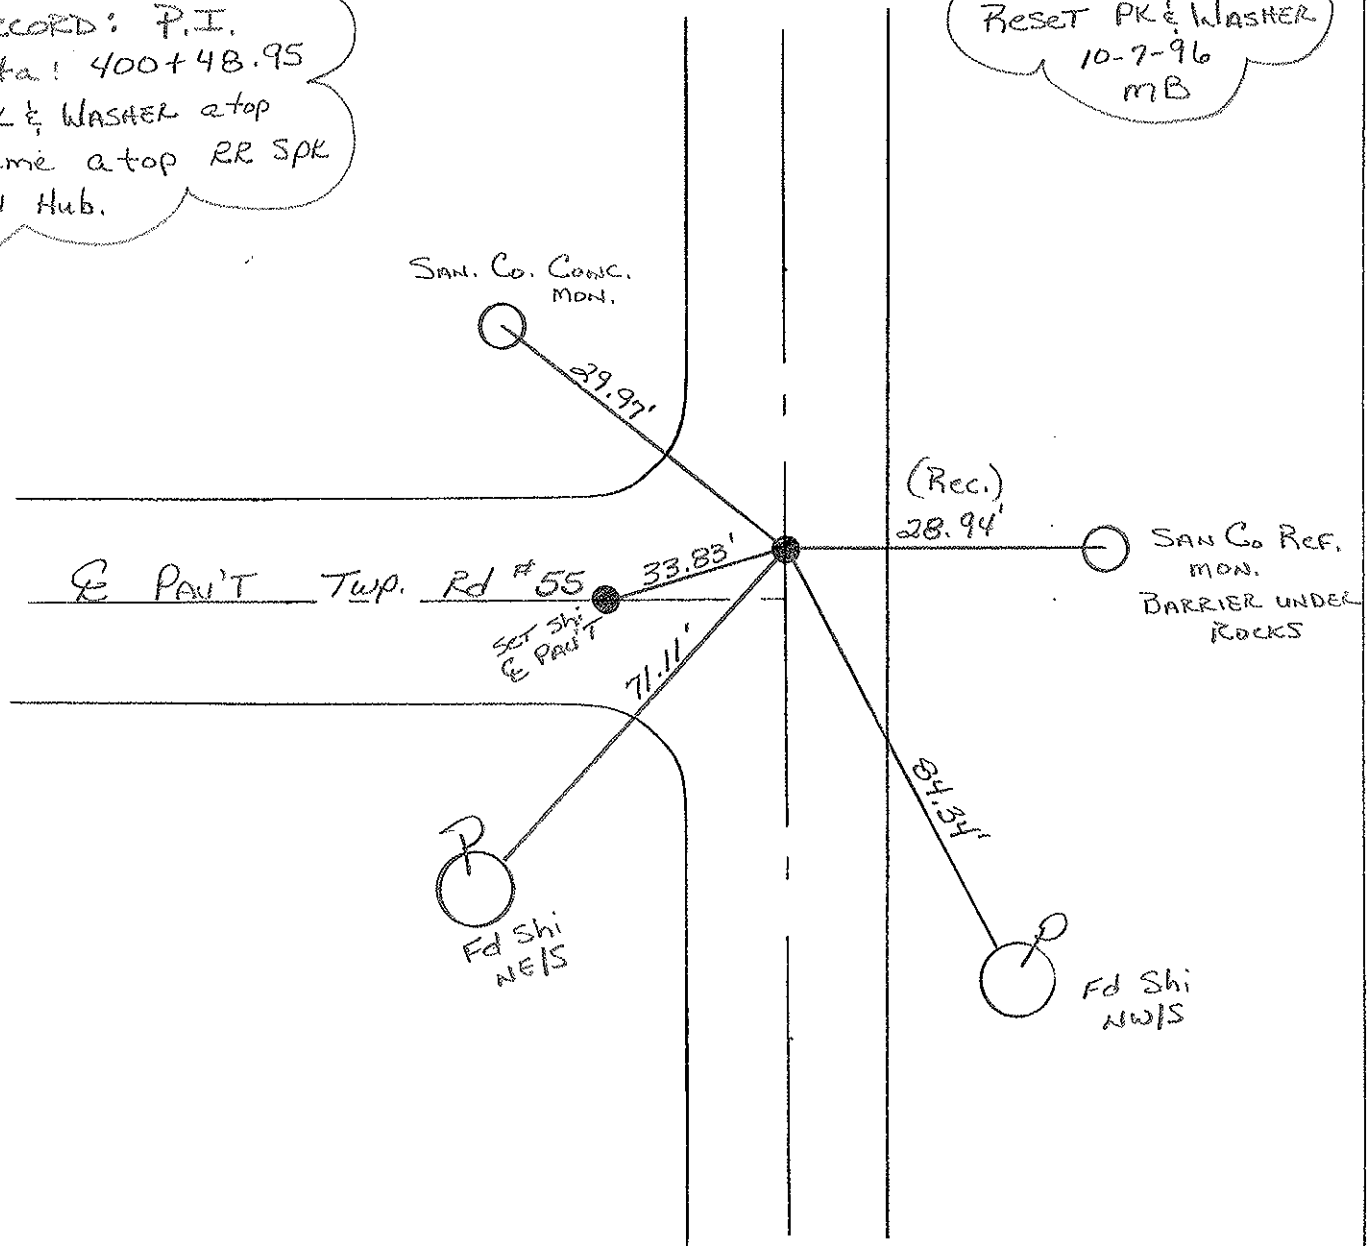 CORD: P.I.
ta: 400+48.95
& WASHER atop
me atop RR SPK
Hub.
RESET PK & WASHER
10-7-96
MB
SAN. CO. CONC.
MON.
29.97'
(Rec.)
28.94'
SAN CO REF.
MON.
BARRIER UNDER
ROCKS
33.83'
℄ PAV'T Twp. Rd #55
SET Shi
℄ PAV'T
71.11'
84.34'
P
Fd Shi
NE/S
P
Fd Shi
NW/S